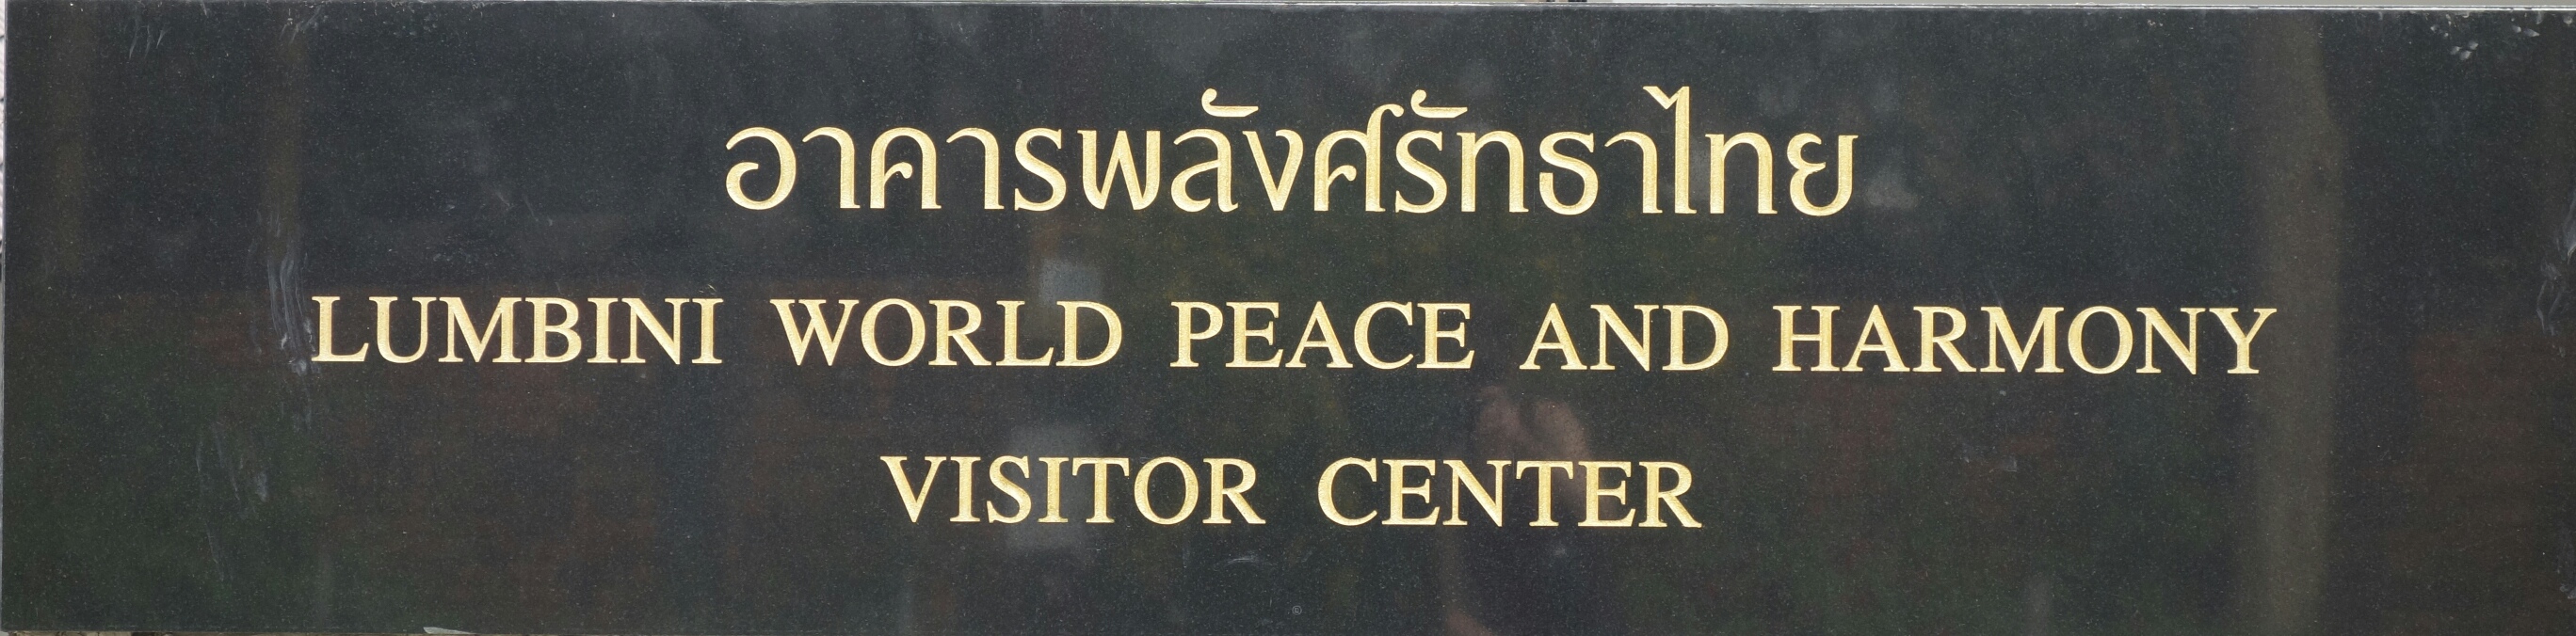 อาคารพลังศรัทธาไทย
LUMBINI WORLD PEACE AND HARMONY
VISITOR CENTER
©